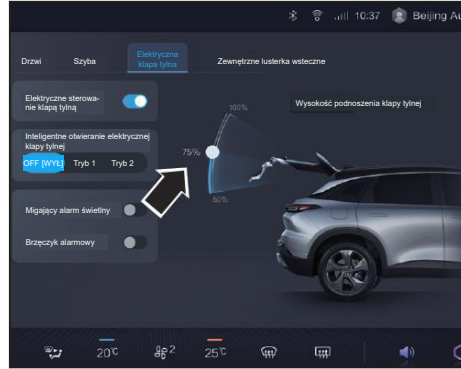 10:37 Beijing Au
Drzwi
Szyba
Elektryczna
klapa tylna
Zewnętrzne lusterka wsteczne
Elektryczne sterowa-
nie klapą tylną
Inteligentne otwieranie elektrycznej
klapy tylnej
OFF [WYŁ]
Tryb 1
Tryb 2
Migający alarm świetlny
Brzęczyk alarmowy
100%
75%
50%
Wysokość podnoszenia klapy tylnej
20°C
2
25°C